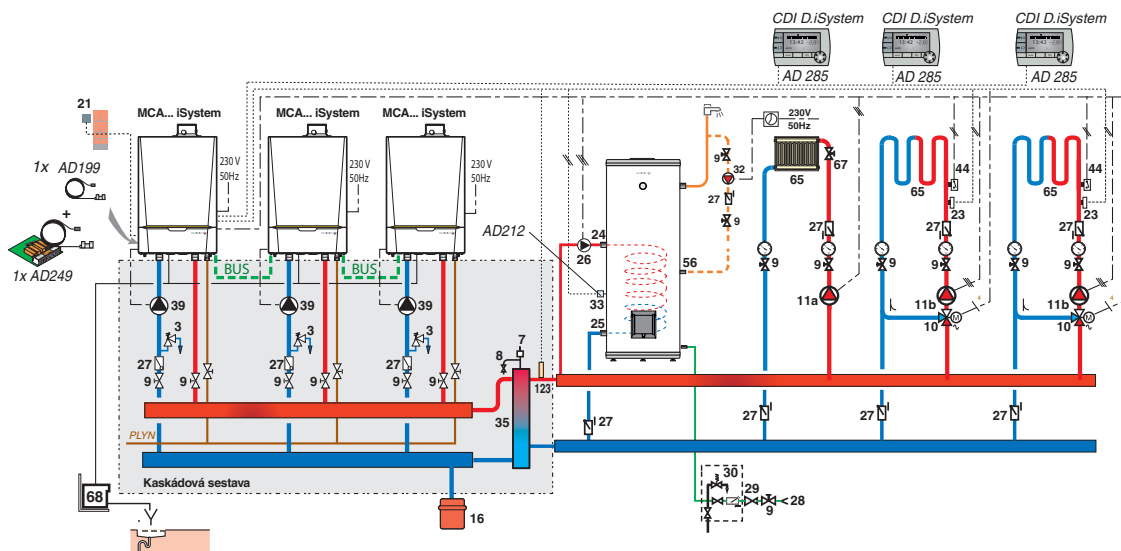 CDI D.iSystem
CDI D.iSystem
CDI D.iSystem
AD 285
AD 285
AD 285
21
MCA... iSystem
MCA... iSystem
MCA... iSystem
1x AD199
+
1x AD249
230 V
50Hz
230 V
50Hz
230 V
50Hz
230V
50Hz
9
32
27
9
65
67
65
44
23
65
44
23
AD212
24
26
33
25
56
BUS
BUS
39
39
39
3
3
3
27
27
27
9
9
9
7
8
123
35
27
9
9
9
9
9
9
27
27
27
11a
11b
11b
10
10
M
M
4
4
27
27
27
PLYN
Kaskádová sestava
68
16
30
29
9
28